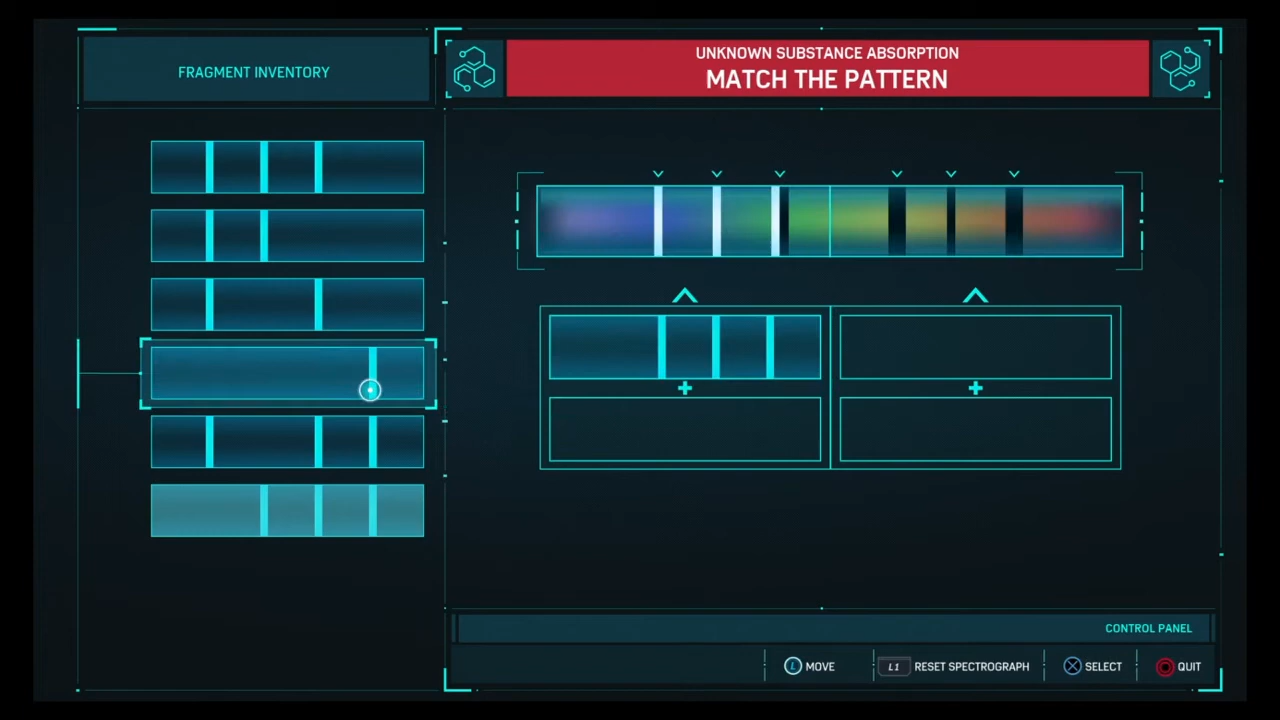 FRAGMENT INVENTORY
UNKNOWN SUBSTANCE ABSORPTION
MATCH THE PATTERN
CONTROL PANEL
L MOVE
L1 RESET SPECTROGRAPH
SELECT
QUIT